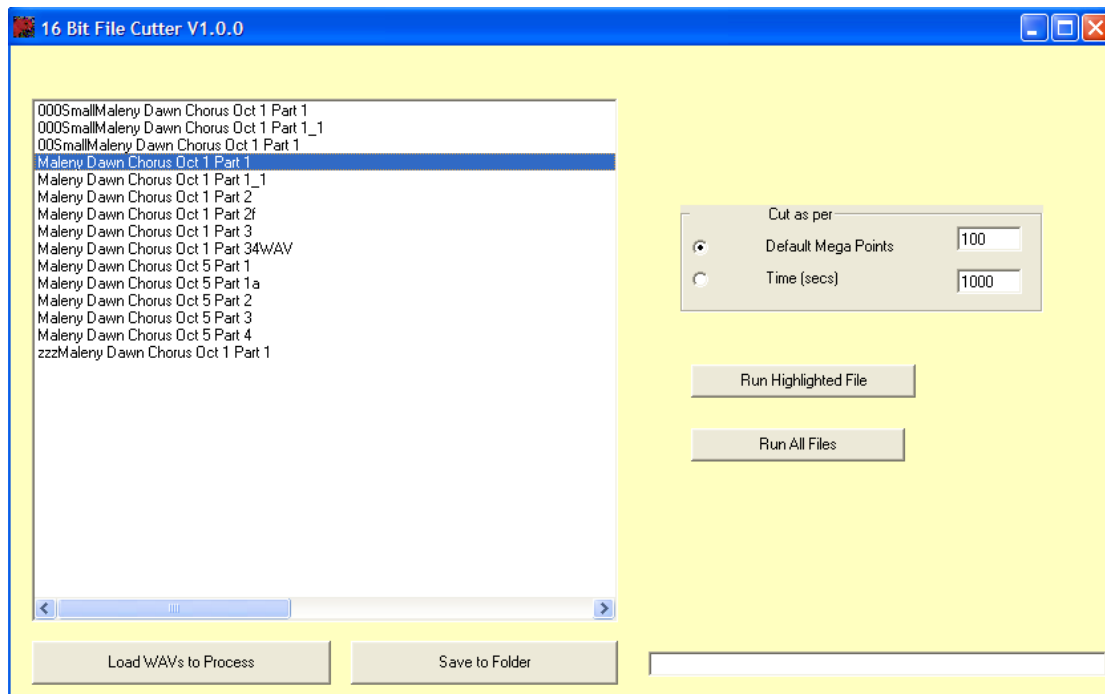 16 Bit File Cutter V1.0.0
000SmallMaleny Dawn Chorus Oct 1 Part 1
000SmallMaleny Dawn Chorus Oct 1 Part 1_1
00SmallMaleny Dawn Chorus Oct 1 Part 1
Maleny Dawn Chorus Oct 1 Part 1
Maleny Dawn Chorus Oct 1 Part 1_1
Maleny Dawn Chorus Oct 1 Part 2
Maleny Dawn Chorus Oct 1 Part 2f
Maleny Dawn Chorus Oct 1 Part 3
Maleny Dawn Chorus Oct 1 Part 34WAV
Maleny Dawn Chorus Oct 5 Part 1
Maleny Dawn Chorus Oct 5 Part 1a
Maleny Dawn Chorus Oct 5 Part 2
Maleny Dawn Chorus Oct 5 Part 3
Maleny Dawn Chorus Oct 5 Part 4
zzzMaleny Dawn Chorus Oct 1 Part 1
Cut as per
Default Mega Points 100
Time (secs) 1000
Run Highlighted File
Run All Files
Load WAVs to Process
Save to Folder